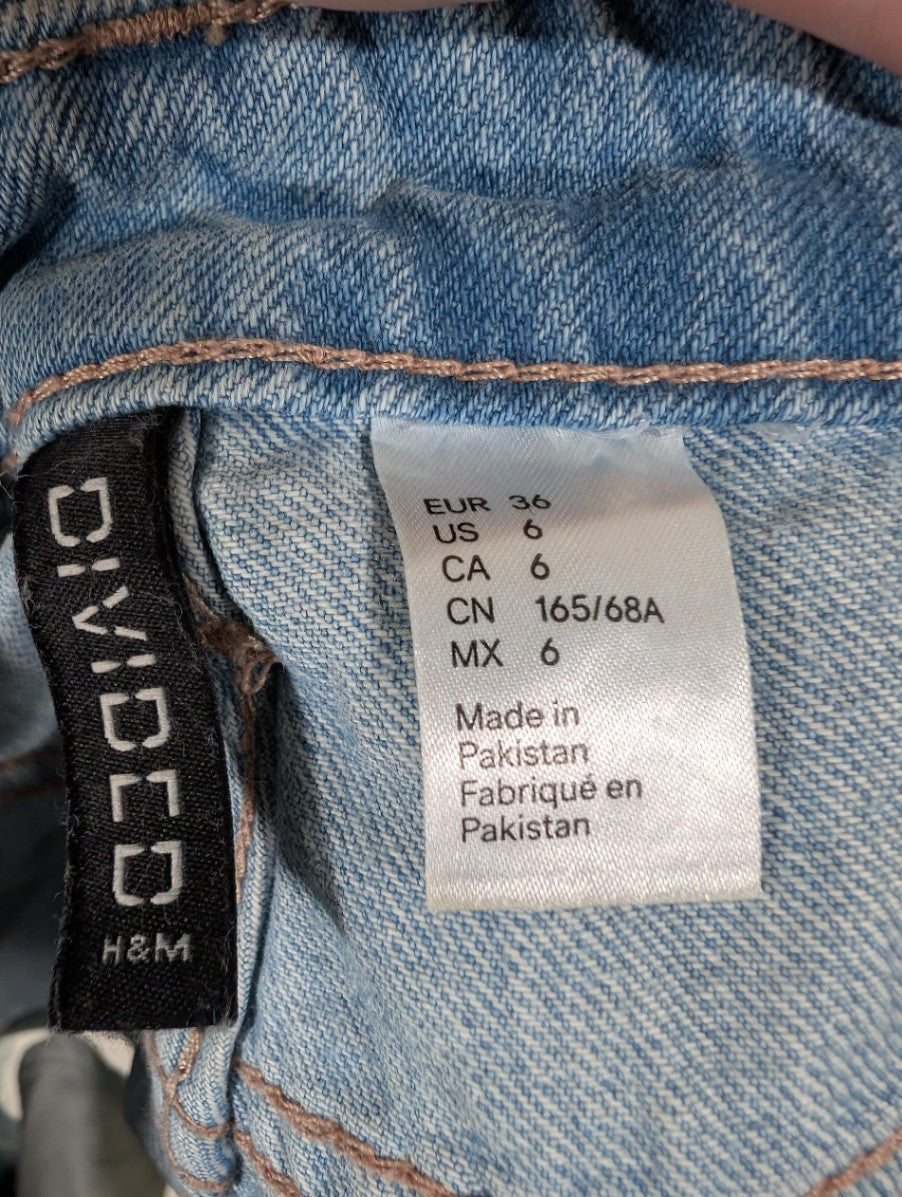 DIVIDED
H&M
EUR 36
US 6
CA 6
CN 165/68A
MX 6
Made in
Pakistan
Fabriqué en
Pakistan